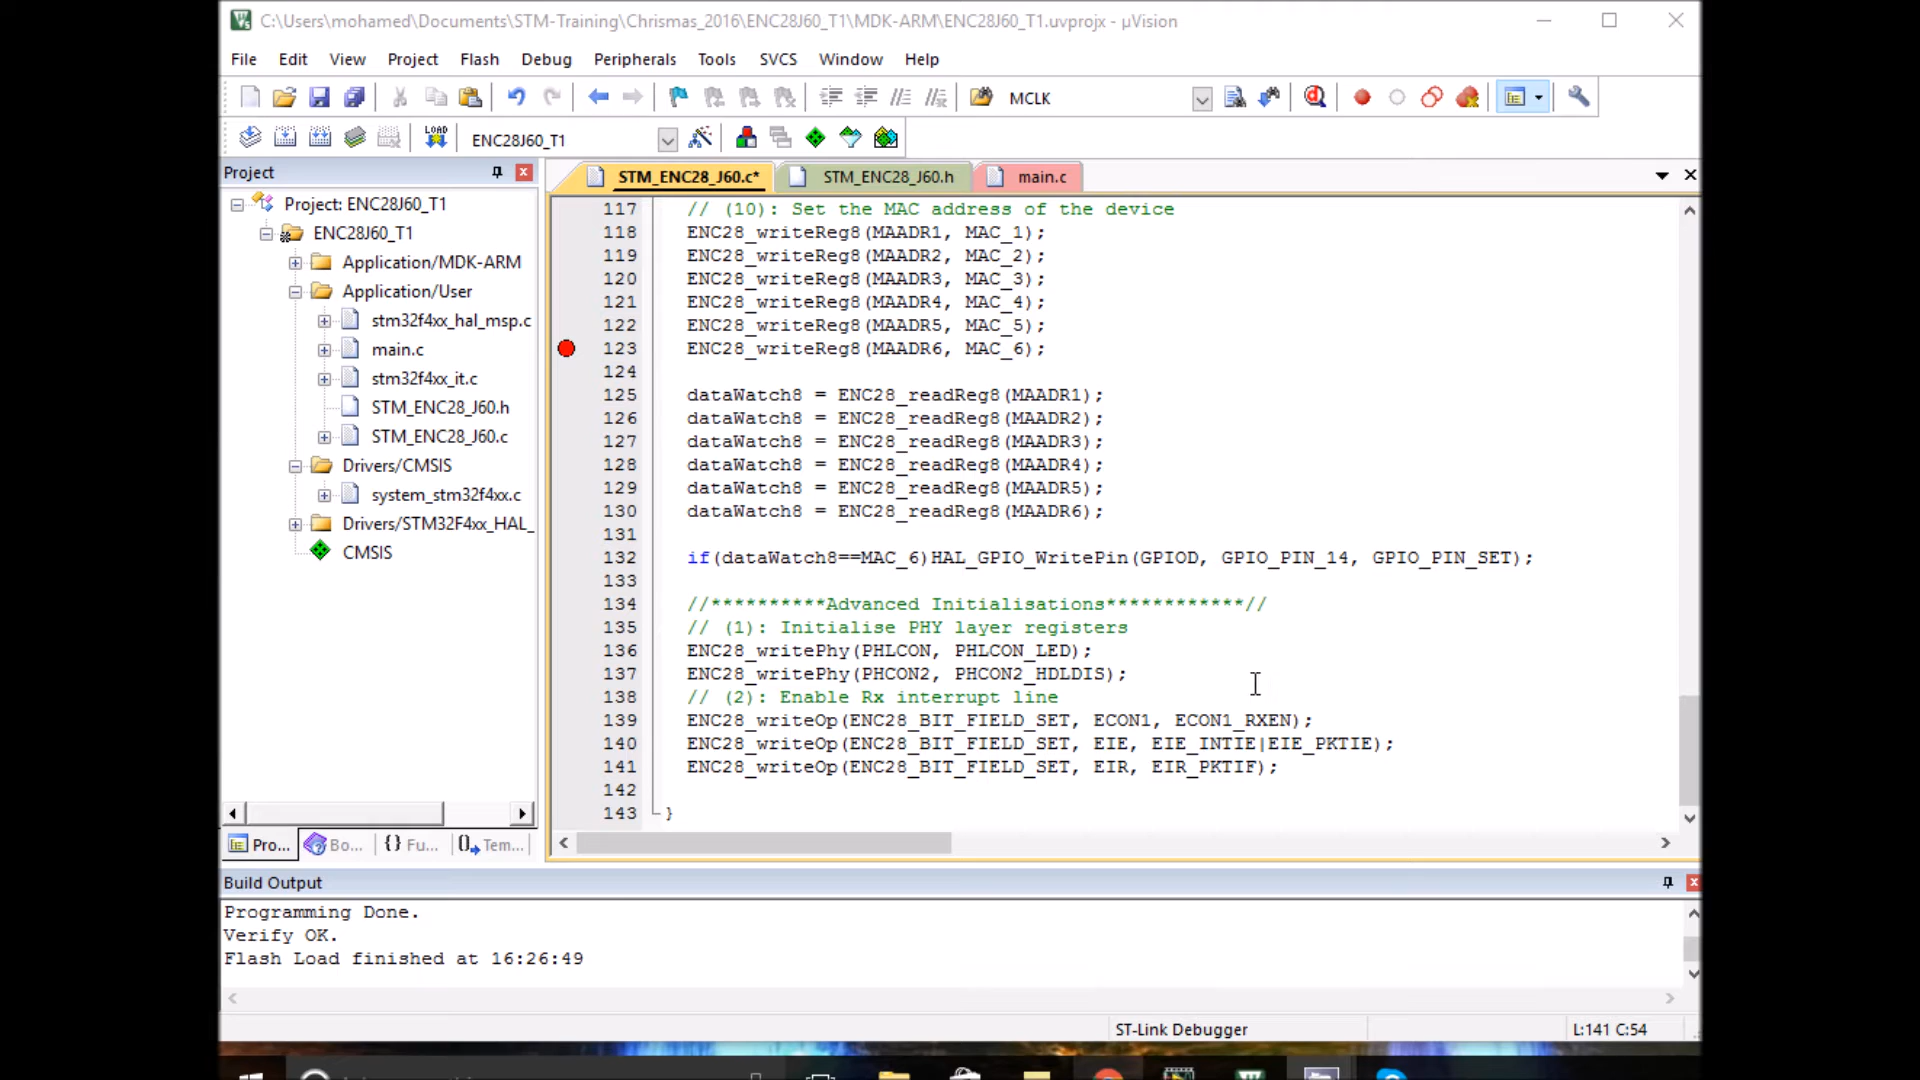 C:\Users\mohamed\Documents\STM-Training\Chrismas_2016\ENC28J60_T1\MDK-ARM\ENC28J60_T1.uvprojx - µVision
File Edit View Project Flash Debug Peripherals Tools SVCS Window Help
MCLK
LOAD
ENC28J60_T1
Project
STM_ENC28_J60.c*
STM_ENC28_J60.h
main.c
Project: ENC28J60_T1
ENC28J60_T1
Application/MDK-ARM
Application/User
stm32f4xx_hal_msp.c
main.c
stm32f4xx_it.c
STM_ENC28_J60.h
STM_ENC28_J60.c
Drivers/CMSIS
system_stm32f4xx.c
Drivers/STM32F4xx_HAL_
CMSIS
Pro... Bo... {} Fu... Tem...
117 // (10): Set the MAC address of the device
118 ENC28_writeReg8(MAADR1, MAC_1);
119 ENC28_writeReg8(MAADR2, MAC_2);
120 ENC28_writeReg8(MAADR3, MAC_3);
121 ENC28_writeReg8(MAADR4, MAC_4);
122 ENC28_writeReg8(MAADR5, MAC_5);
123 ENC28_writeReg8(MAADR6, MAC_6);
124
125 dataWatch8 = ENC28_readReg8(MAADR1);
126 dataWatch8 = ENC28_readReg8(MAADR2);
127 dataWatch8 = ENC28_readReg8(MAADR3);
128 dataWatch8 = ENC28_readReg8(MAADR4);
129 dataWatch8 = ENC28_readReg8(MAADR5);
130 dataWatch8 = ENC28_readReg8(MAADR6);
131
132 if(dataWatch8==MAC_6)HAL_GPIO_WritePin(GPIOD, GPIO_PIN_14, GPIO_PIN_SET);
133
134 //**********Advanced Initialisations************//
135 // (1): Initialise PHY layer registers
136 ENC28_writePhy(PHLCON, PHLCON_LED);
137 ENC28_writePhy(PHCON2, PHCON2_HDLDIS);
138 // (2): Enable Rx interrupt line
139 ENC28_writeOp(ENC28_BIT_FIELD_SET, ECON1, ECON1_RXEN);
140 ENC28_writeOp(ENC28_BIT_FIELD_SET, EIE, EIE_INTIE|EIE_PKTIE);
141 ENC28_writeOp(ENC28_BIT_FIELD_SET, EIR, EIR_PKTIF);
142
143 }
Build Output
Programming Done.
Verify OK.
Flash Load finished at 16:26:49
ST-Link Debugger
L:141 C:54